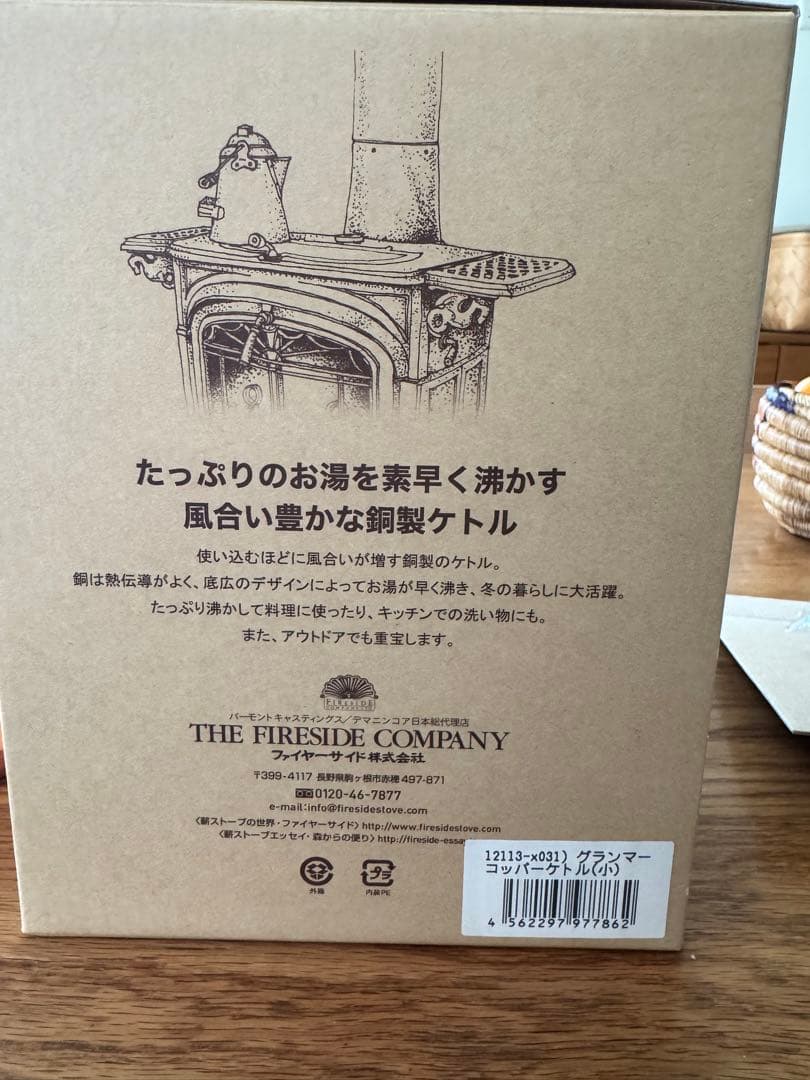 たっぷりのお湯を素早く沸かす
風合い豊かな銅製ケトル
使い込むほどに風合いが増す銅製のケトル。
銅は熱伝導がよく、底広のデザインによってお湯が早く沸き、冬の暮らしに大活躍。
たっぷり沸かして料理に使ったり、キッチンでの洗い物にも。
また、アウトドアでも重宝します。
FIRESIDE
バーモントキャスティングス/デマニンコア日本総代理店
THE FIRESIDE COMPANY
ファイヤーサイド株式会社
〒399-4117 長野県駒ヶ根市赤穂497-871
0120-46-7877
e-mail:info@firesidestove.com
〈薪ストーブの世界・ファイヤーサイド〉http://www.firesidestove.com
〈薪ストーブエッセイ・森からの便り〉http://fireside-essay
外箱
プラ
内装PE
12113-x031) グランマー
コッパーケトル(小)
4 562297 977862